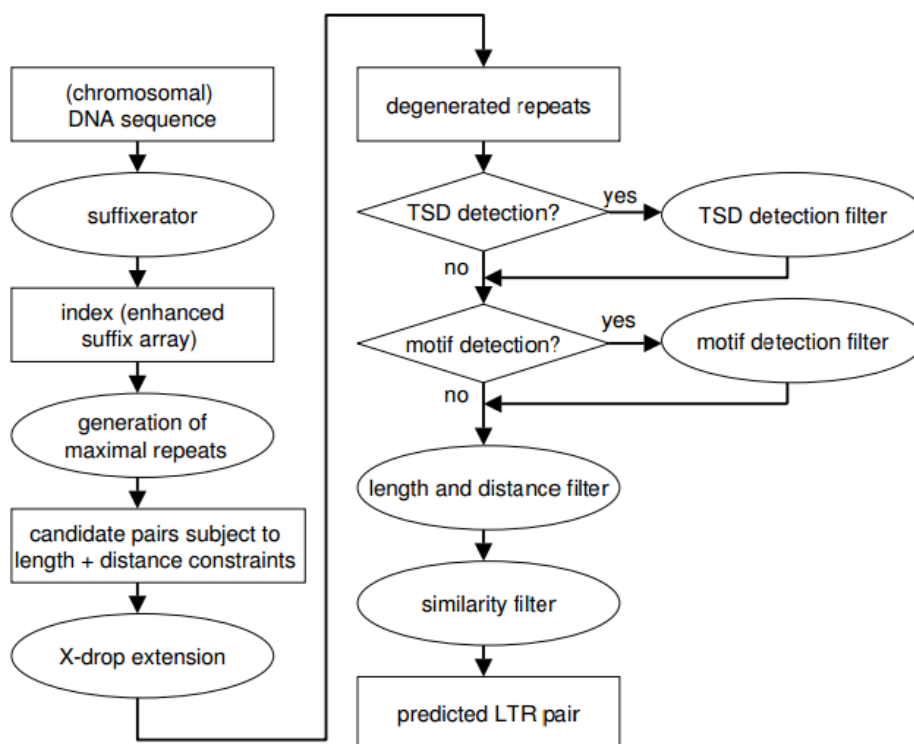 (chromosomal)
DNA sequence
suffixerator
index (enhanced
suffix array)
generation of
maximal repeats
candidate pairs subject to
length + distance constraints
X-drop extension
degenerated repeats
TSD detection?
yes
TSD detection filter
no
motif detection?
yes
motif detection filter
no
length and distance filter
similarity filter
predicted LTR pair